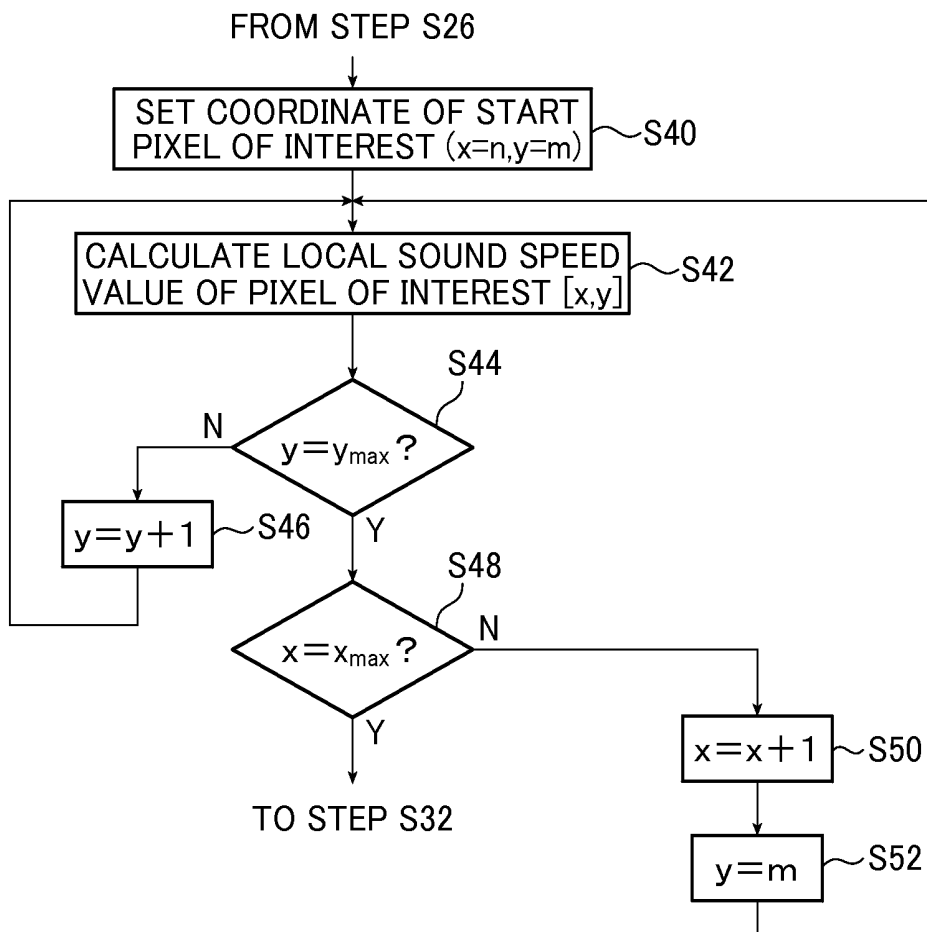 FROM STEP S26
SET COORDINATE OF START
PIXEL OF INTEREST (x=n,y=m)
S40
CALCULATE LOCAL SOUND SPEED
VALUE OF PIXEL OF INTEREST [x,y]
S42
S44
N
y=ymax?
y=y+1
S46
Y
S48
x=xmax?
N
Y
x=x+1
S50
TO STEP S32
y=m
S52